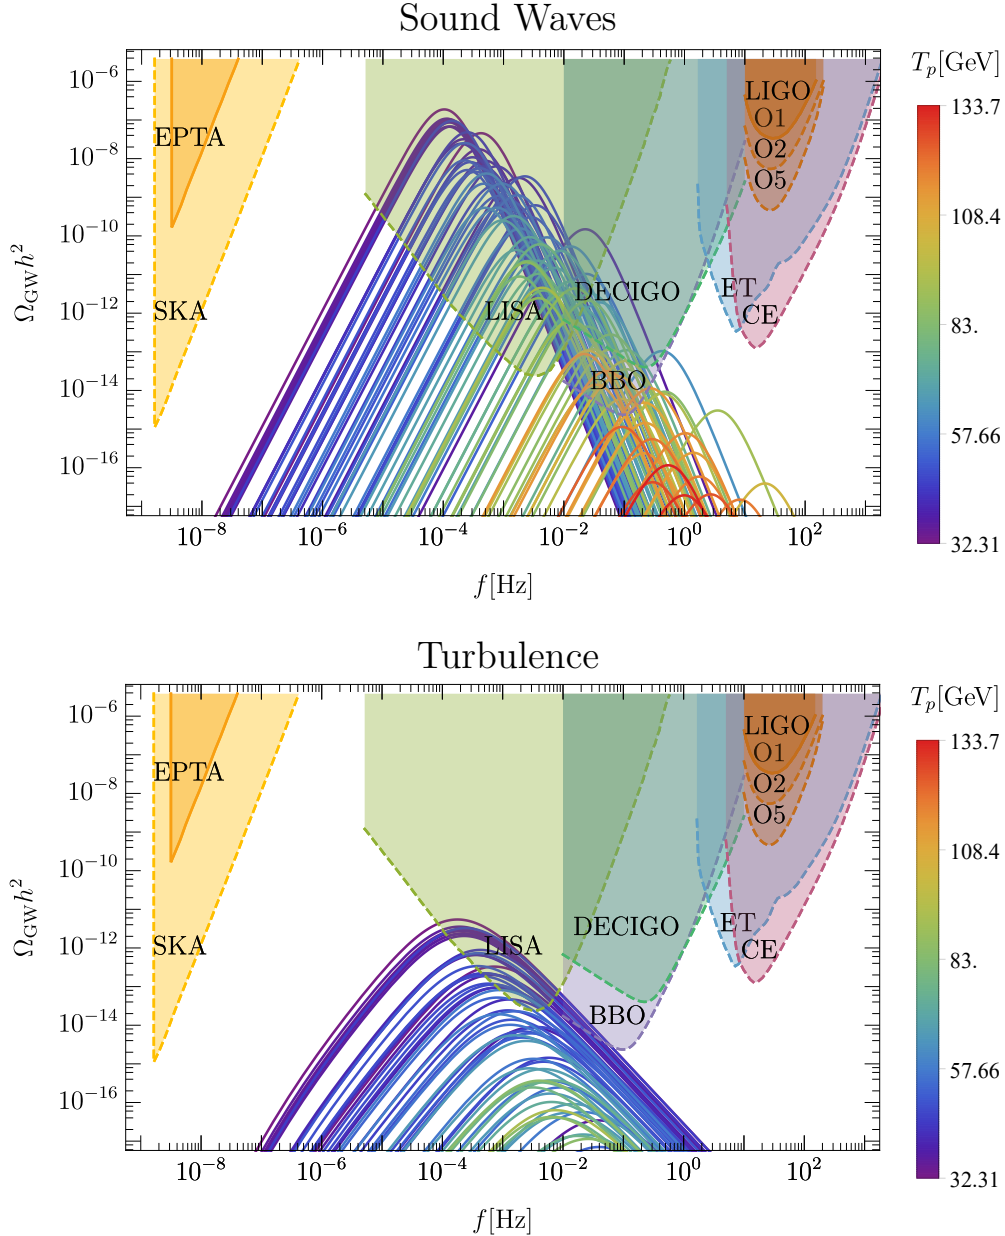 Sound Waves
T_p[GeV]
10^−6
10^−8
10^−10
10^−12
10^−14
10^−16
Ω_GW h^2
EPTA
SKA
LISA
DECIGO
BBO
ET
CE
LIGO
O1
O2
O5
133.7
108.4
83.
57.66
32.31
10^−8
10^−6
10^−4
10^−2
10^0
10^2
f[Hz]
Turbulence
T_p[GeV]
10^−6
10^−8
10^−10
10^−12
10^−14
10^−16
Ω_GW h^2
EPTA
SKA
LISA
DECIGO
BBO
ET
CE
LIGO
O1
O2
O5
133.7
108.4
83.
57.66
32.31
10^−8
10^−6
10^−4
10^−2
10^0
10^2
f[Hz]